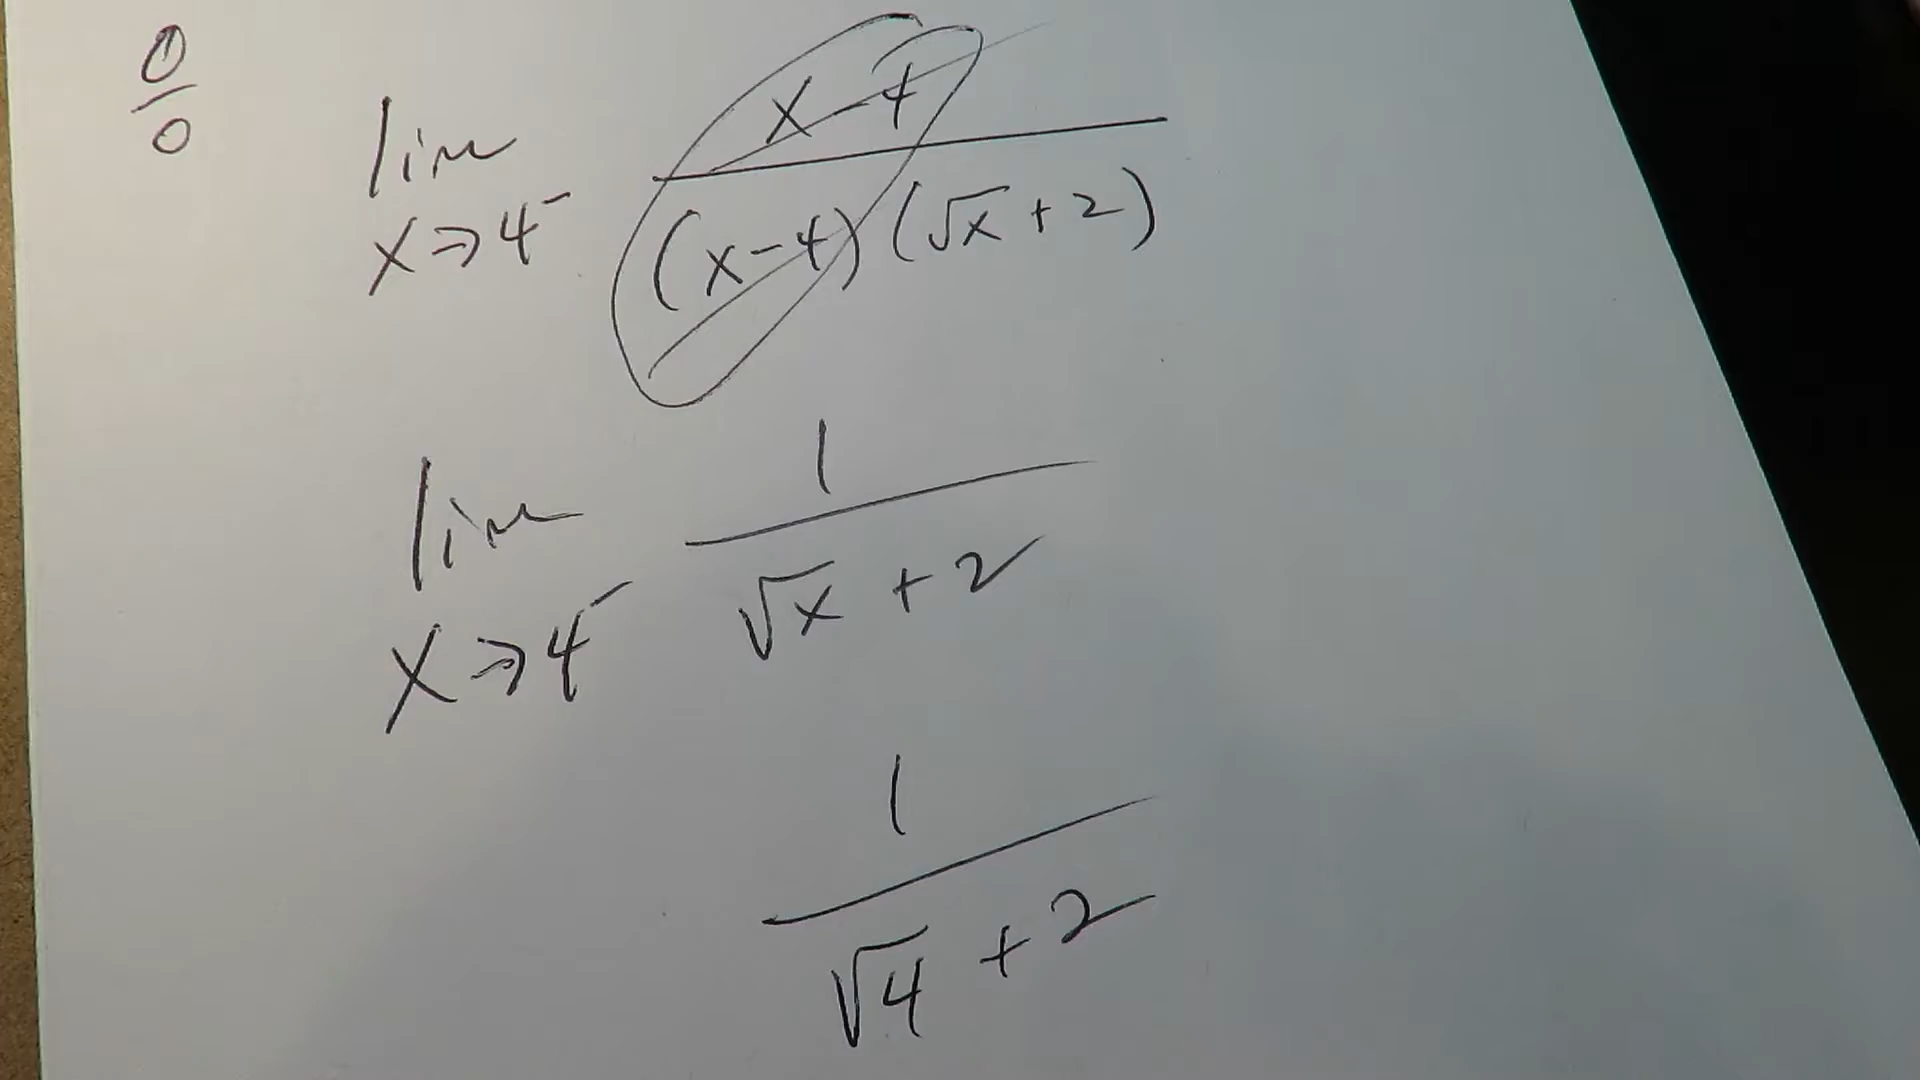 0
0
lim x-4
x→4⁻ (x-4)(√x+2)
lim 1
x→4⁻ √x+2
1
√4+2